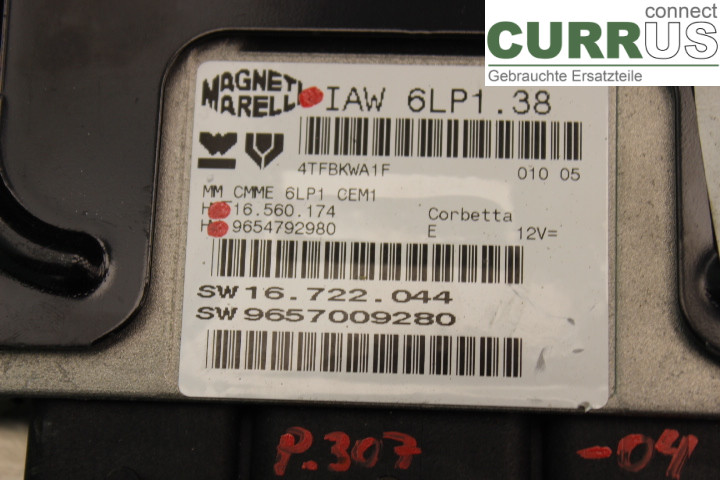 connect
CURRUS
Gebrauchte Ersatzteile
MAGNETI MARELLI IAW 6LP1.38
4TFBKWA1F 010 05
MM CMME 6LP1 CEM1
16.560.174 Corbetta
9654792980 E 12V=
SW 16.722.044
SW 9657009280
P.307 -04